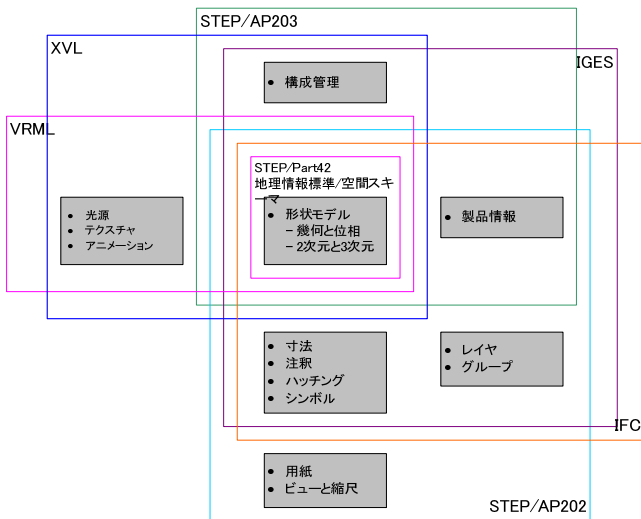 STEP/AP203
XVL
IGES
• 構成管理
VRML
STEP/Part42
地理情報標準/空間スキ
ーマ
• 光源
• テクスチャ
• アニメーション
• 形状モデル
－幾何と位相
－2次元と3次元
• 製品情報
• 寸法
• 注釈
• ハッチング
• シンボル
• レイヤ
• グループ
IFC
• 用紙
• ビューと縮尺
STEP/AP202